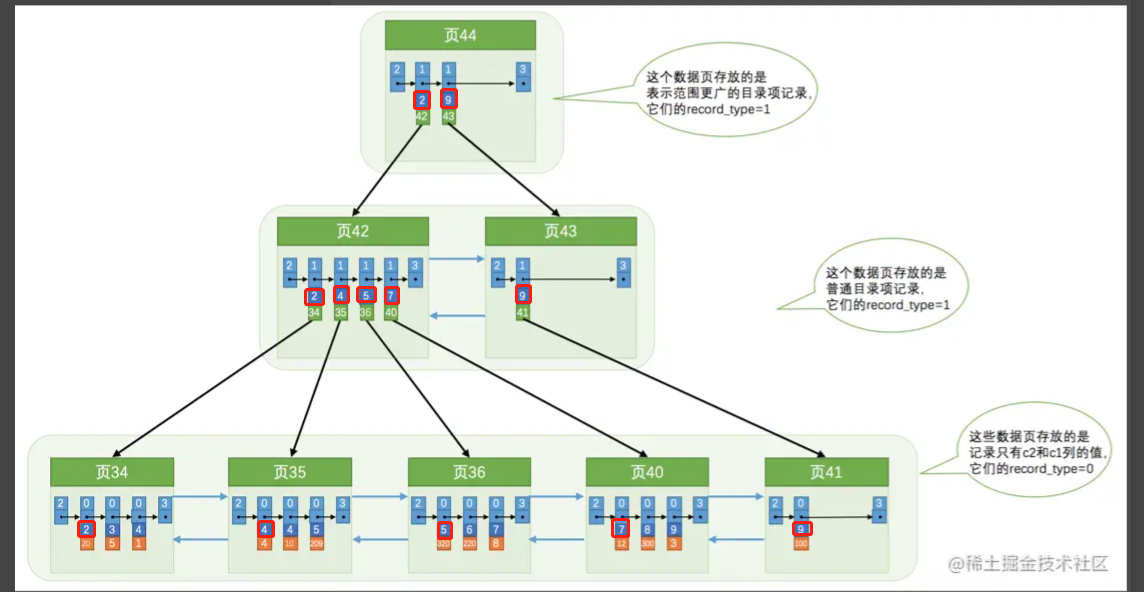 页44
2 1 1 3
2 9
42 43
这个数据页存放的是
表示范围更广的目录项记录,
它们的record_type=1
页42
2 1 1 1 1 3
2 4 5 7
34 35 36 40
页43
2 1 3
9
41
这个数据页存放的是
普通目录项记录,
它们的record_type=1
这些数据页存放的是
记录只有c2和c1列的值,
它们的record_type=0
页34
2 0 0 0 3
2 3 4
20 5 1
页35
2 0 0 0 3
4 4 5
4 10 209
页36
2 0 0 0 3
5 6 7
320 220 8
页40
2 0 0 0 3
7 8 9
12 300 3
页41
2 0 3
9
100
@稀土掘金技术社区